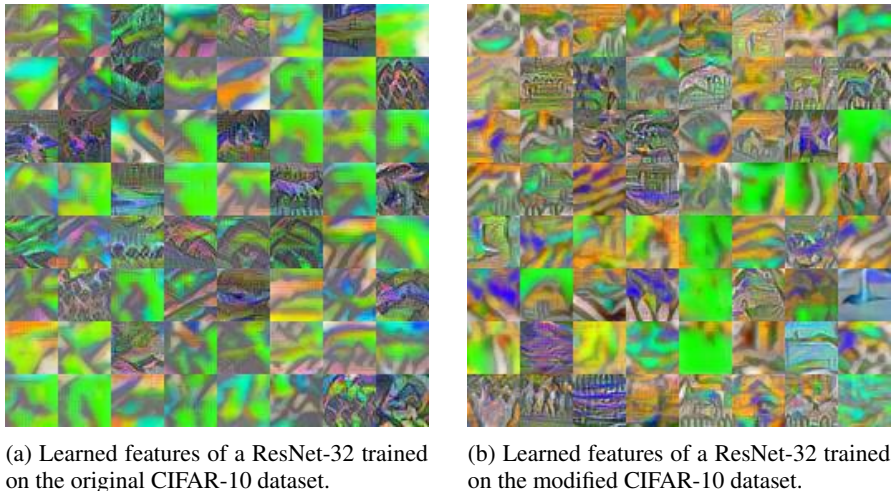 (a) Learned features of a ResNet-32 trained
on the original CIFAR-10 dataset.
(b) Learned features of a ResNet-32 trained
on the modified CIFAR-10 dataset.